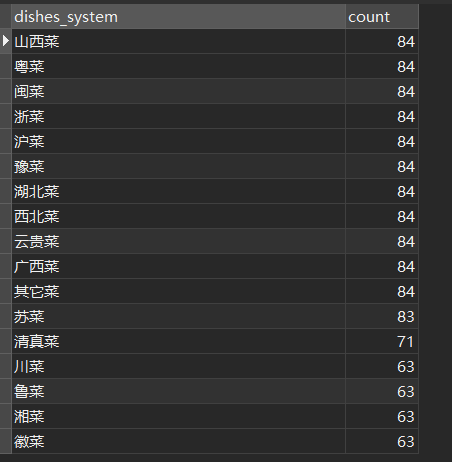 dishes_system count
山西菜 84
粤菜 84
闽菜 84
浙菜 84
沪菜 84
豫菜 84
湖北菜 84
西北菜 84
云贵菜 84
广西菜 84
其它菜 84
苏菜 83
清真菜 71
川菜 63
鲁菜 63
湘菜 63
徽菜 63